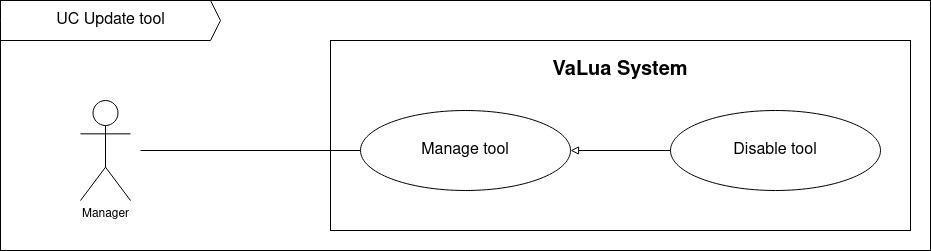 UC Update tool
VaLua System
Manage tool
Disable tool
Manager